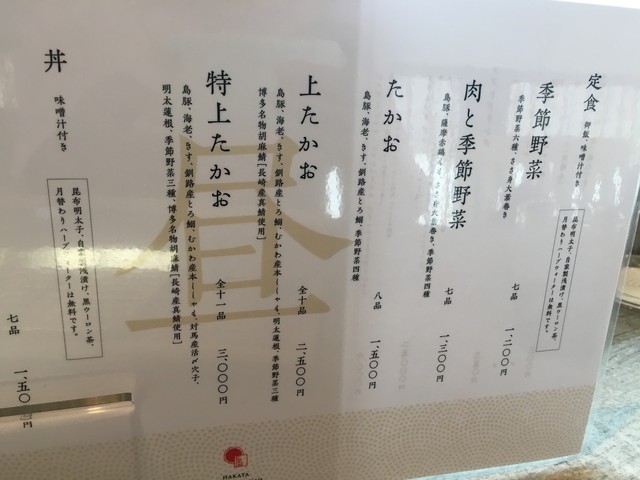 定食 御飯、味噌汁付き
昆布明太子、自家製浅漬け、黒ウーロン茶、
月替わりハーブウォーターは無料です。
季節野菜
季節野菜六種、ささ身大葉巻き
七品 一、二〇〇円
肉と季節野菜
島豚、薩摩赤鶏もも、ささ身大葉巻き、季節野菜四種
七品 一、三〇〇円
たかお
島豚、海老、きす、釧路産とろ鰯、季節野菜四種
八品 一、五〇〇円
上たかお
島豚、海老、きす、釧路産とろ鰯、むかわ産本ししゃも、明太蓮根、季節野菜三種
博多名物胡麻鯖[長崎産真鯖使用]
全十品 二、五〇〇円
特上たかお
島豚、海老、きす、釧路産とろ鰯、むかわ産本ししゃも、対馬産活〆穴子、
明太蓮根、季節野菜三種、博多名物胡麻鯖[長崎産真鯖使用]
全十一品 三、〇〇〇円
丼 味噌汁付き
昆布明太子、自家製浅漬け、黒ウーロン茶、
月替わりハーブウォーターは無料です。
七品 一、五〇〇円
昼
HAKATA